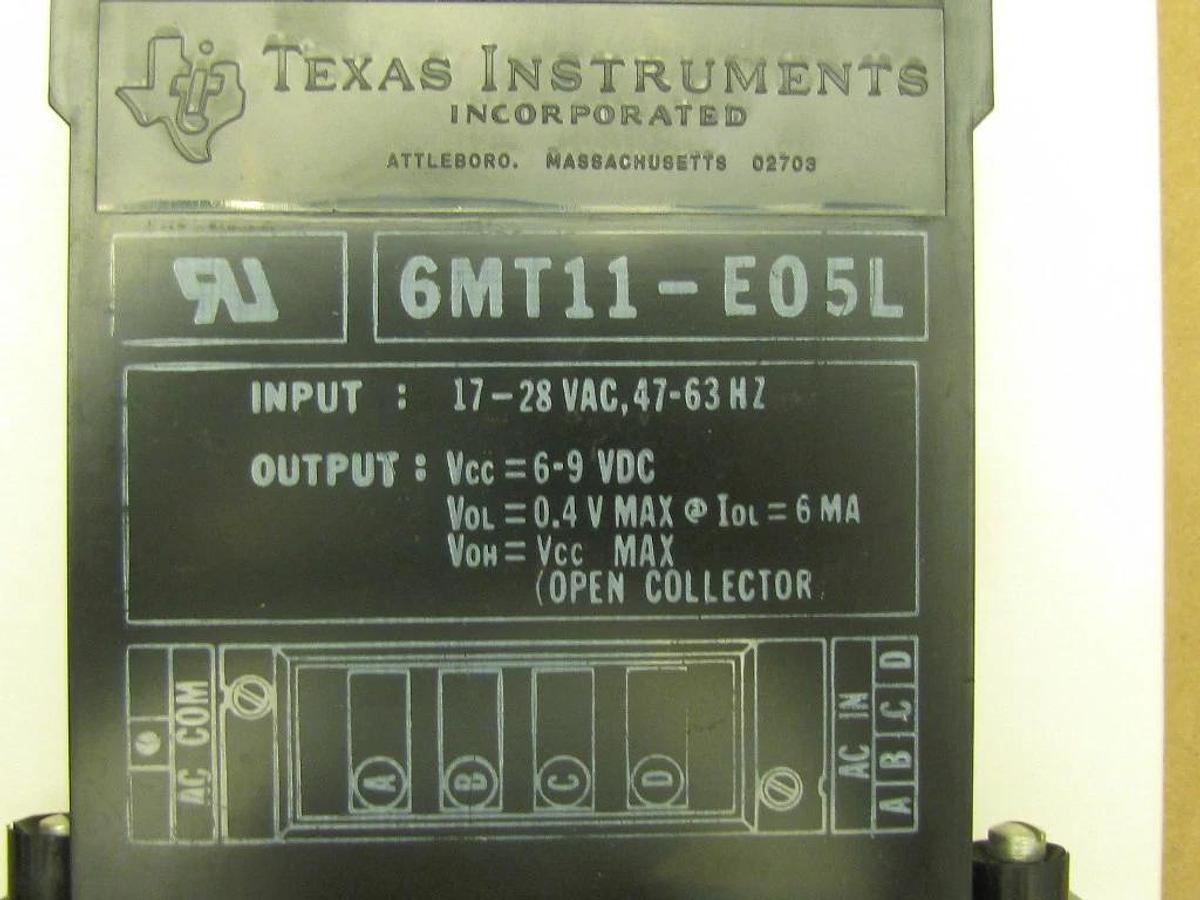 TEXAS INSTRUMENTS
INCORPORATED
ATTLEBORO. MASSACHUSETTS 02703
6MT11-E05L
INPUT : 17-28 VAC, 47-63 HZ
OUTPUT : VCC = 6-9 VDC
VOL = 0.4 V MAX @ IOL = 6 MA
VOH = VCC MAX
(OPEN COLLECTOR
AC COM
A
B
C
D
AC IN
A B C D